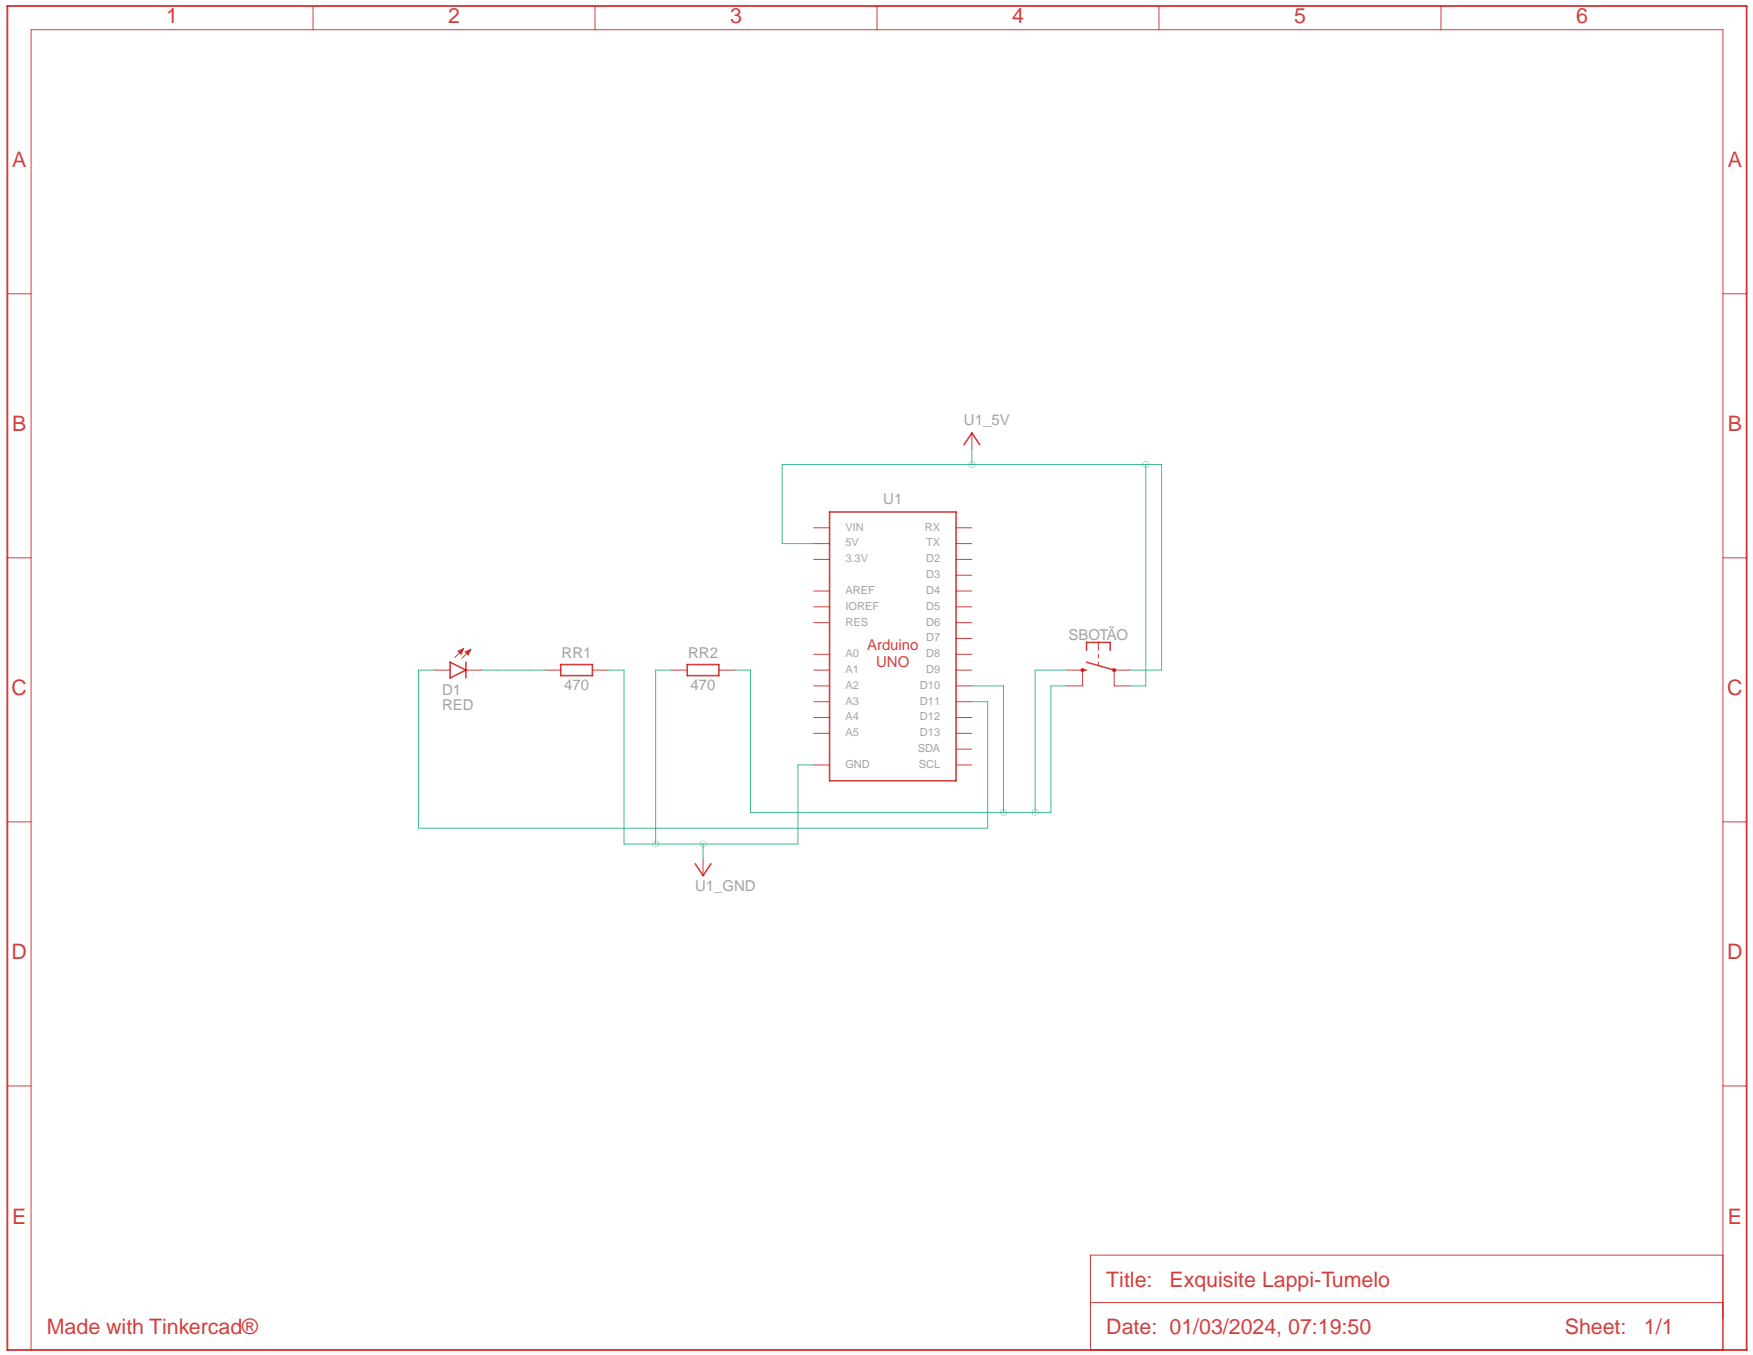 1 2 3 4 5 6
A A
B B
U1_5V
U1
VIN RX
5V TX
3.3V D2
D3
AREF D4
IOREF D5
RES D6
SBOTÃO
D7
Arduino
UNO
A0 D8
A1 D9
A2 D10
A3 D11
A4 D12
A5 D13
SDA
GND SCL
RR1
470
RR2
470
D1
RED
C C
U1_GND
D D
E E
Title: Exquisite Lappi-Tumelo
Made with Tinkercad®
Date: 01/03/2024, 07:19:50 Sheet: 1/1